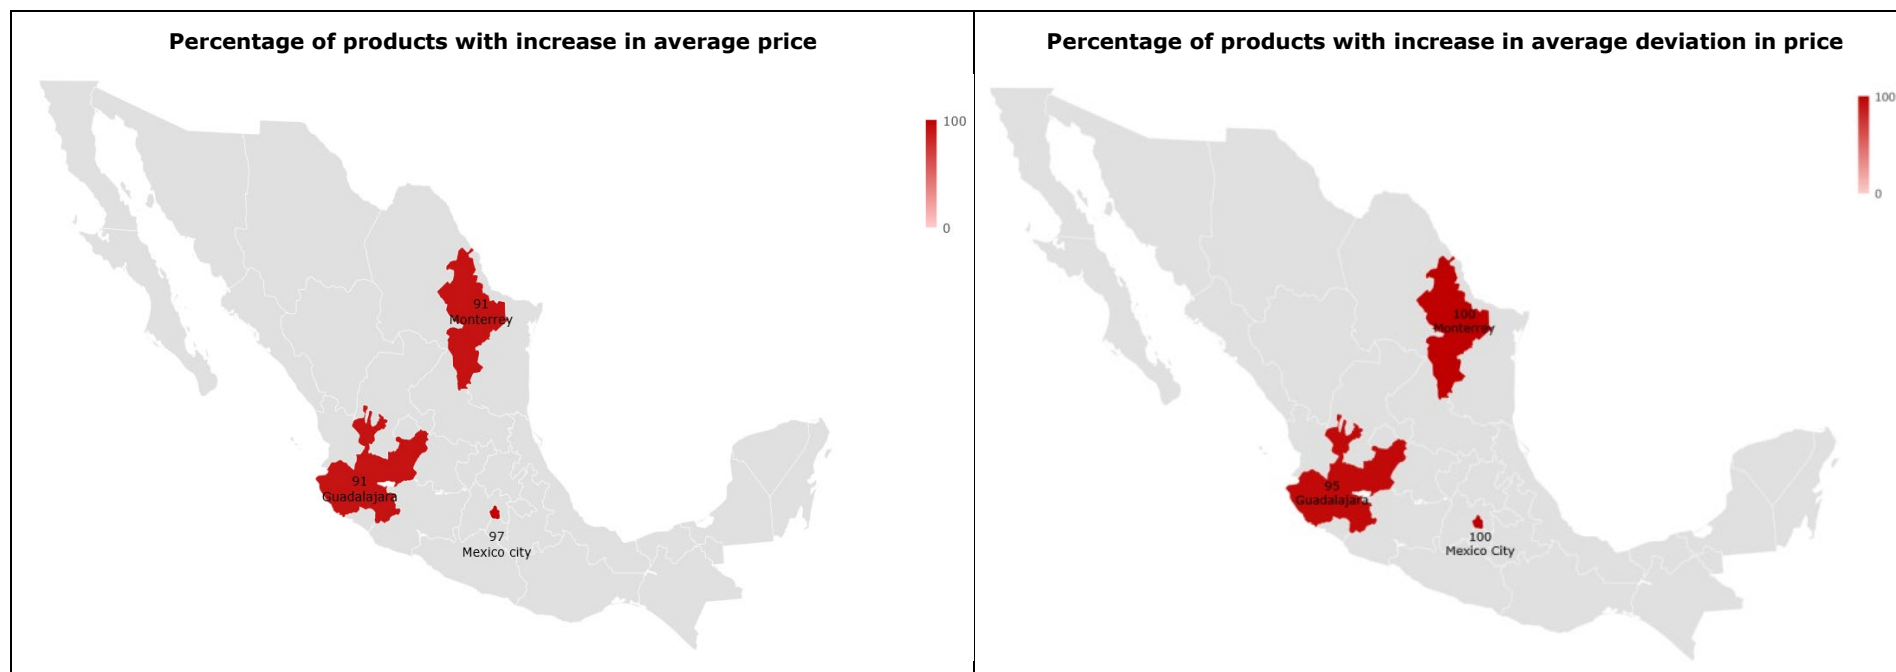 Percentage of products with increase in average price
100
0
91
Monterrey
91
Guadalajara
97
Mexico city
Percentage of products with increase in average deviation in price
100
0
100
Monterrey
95
Guadalajara
100
Mexico City